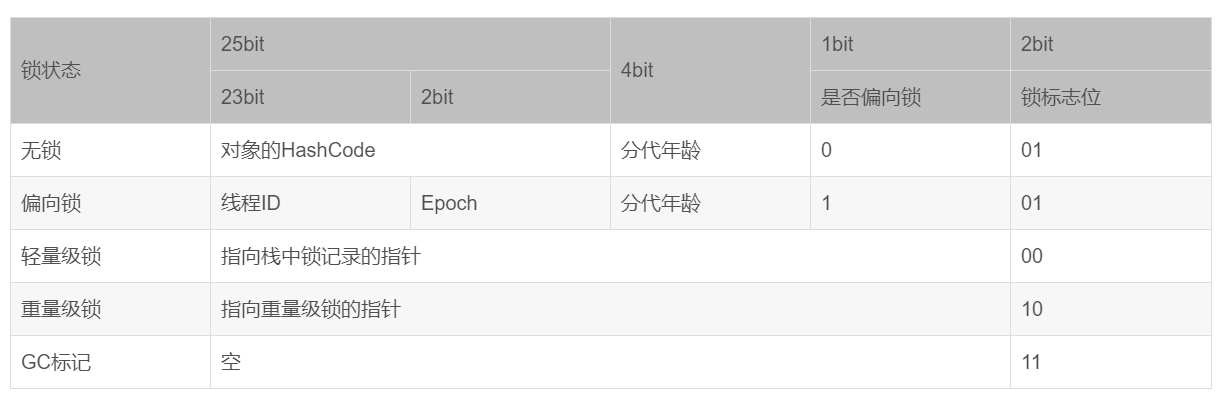 锁状态 25bit 4bit 1bit 2bit
23bit 2bit 是否偏向锁 锁标志位
无锁 对象的HashCode 分代年龄 0 01
偏向锁 线程ID Epoch 分代年龄 1 01
轻量级锁 指向栈中锁记录的指针 00
重量级锁 指向重量级锁的指针 10
GC标记 空 11